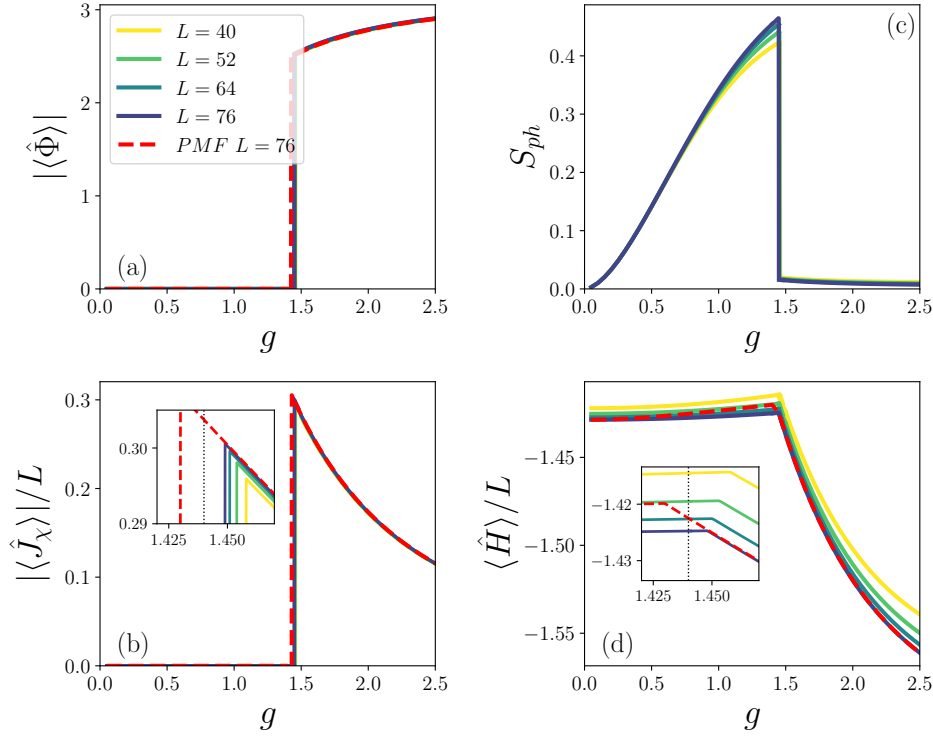 3
2
1
0
|⟨Φ̂⟩|
L = 40
L = 52
L = 64
L = 76
PMF L = 76
(a)
0.0 0.5 1.0 1.5 2.0 2.5
g
0.4
0.3
0.2
0.1
0.0
S_{ph}
(c)
0.0 0.5 1.0 1.5 2.0 2.5
g
0.3
0.2
0.1
0.0
|⟨Ĵ_χ⟩|/L
0.30
0.29
1.425 1.450
(b)
0.0 0.5 1.0 1.5 2.0 2.5
g
−1.45
−1.50
−1.55
⟨Ĥ⟩/L
−1.42
−1.43
1.425 1.450
(d)
0.0 0.5 1.0 1.5 2.0 2.5
g